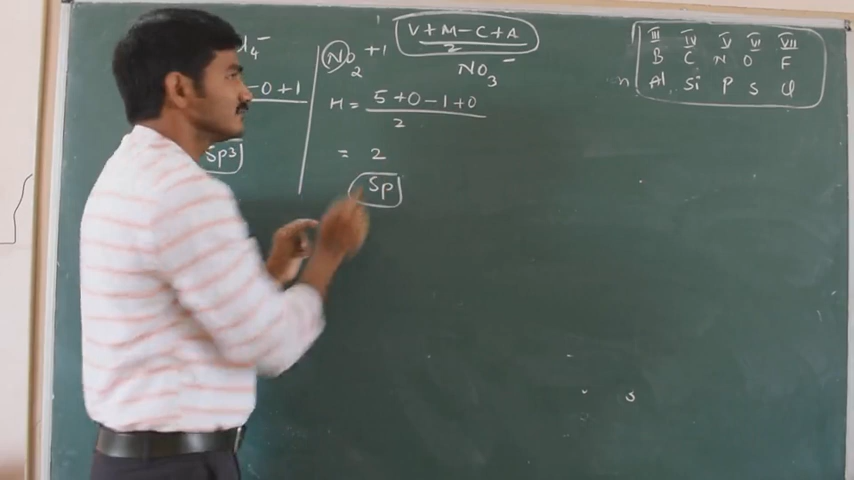 4⁻
- 0 + 1
Sp³
NO₂ +1
V + M - C + A
2
NO₃⁻
H = 5 + 0 - 1 + 0
2
= 2
Sp
III IV V VI VII
B C N O F
Al Si P S Cl